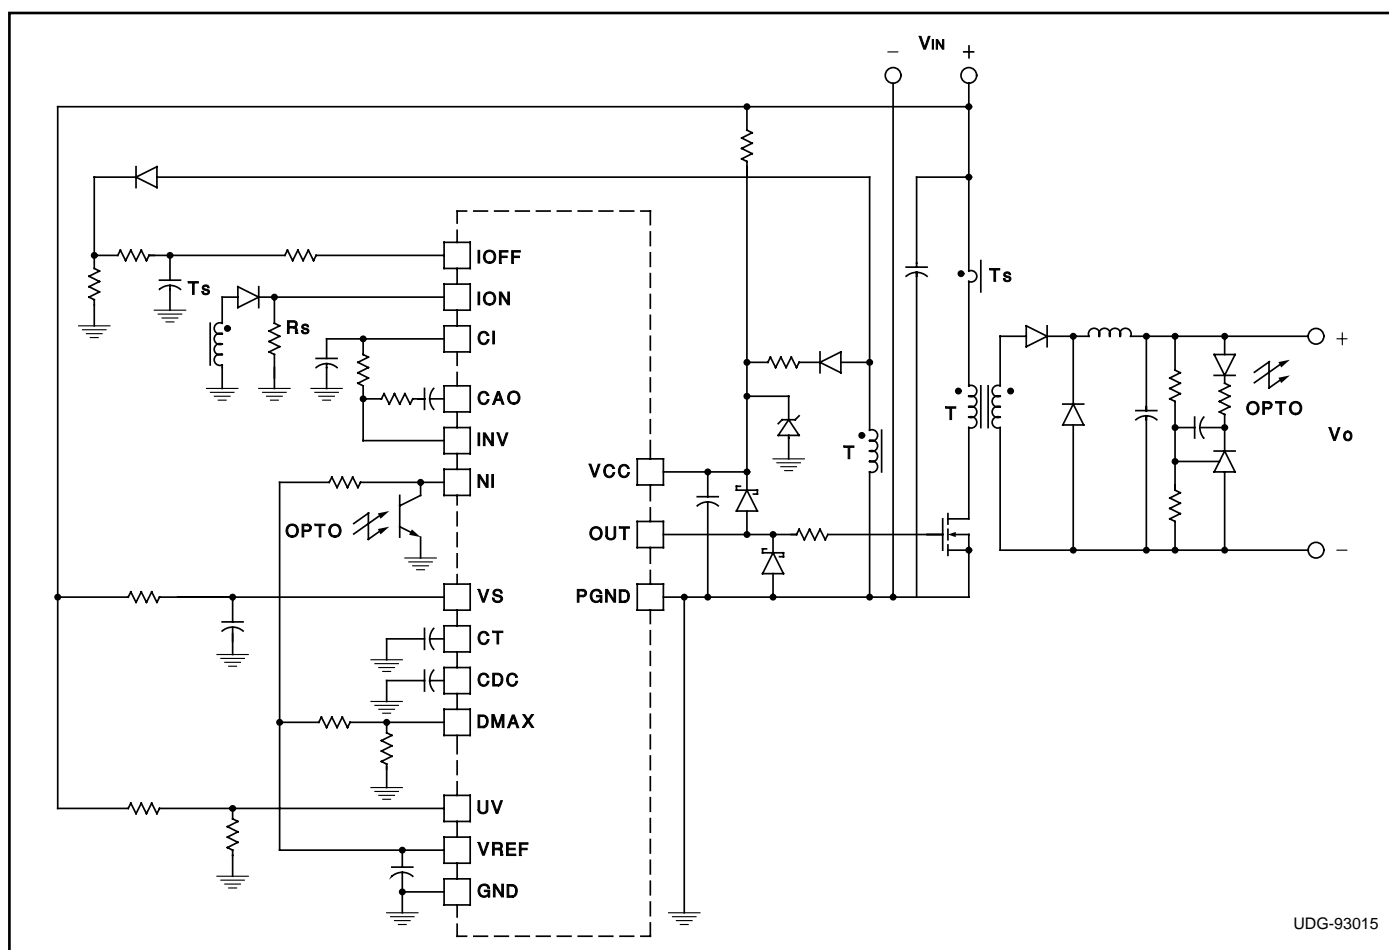 − VIN +
IOFF
Ts
ION
Rs
CI
CAO
INV
NI
OPTO
VS
CT
CDC
DMAX
UV
VREF
GND
VCC
OUT
PGND
T
Ts
T
OPTO
+
Vo
−
UDG-93015